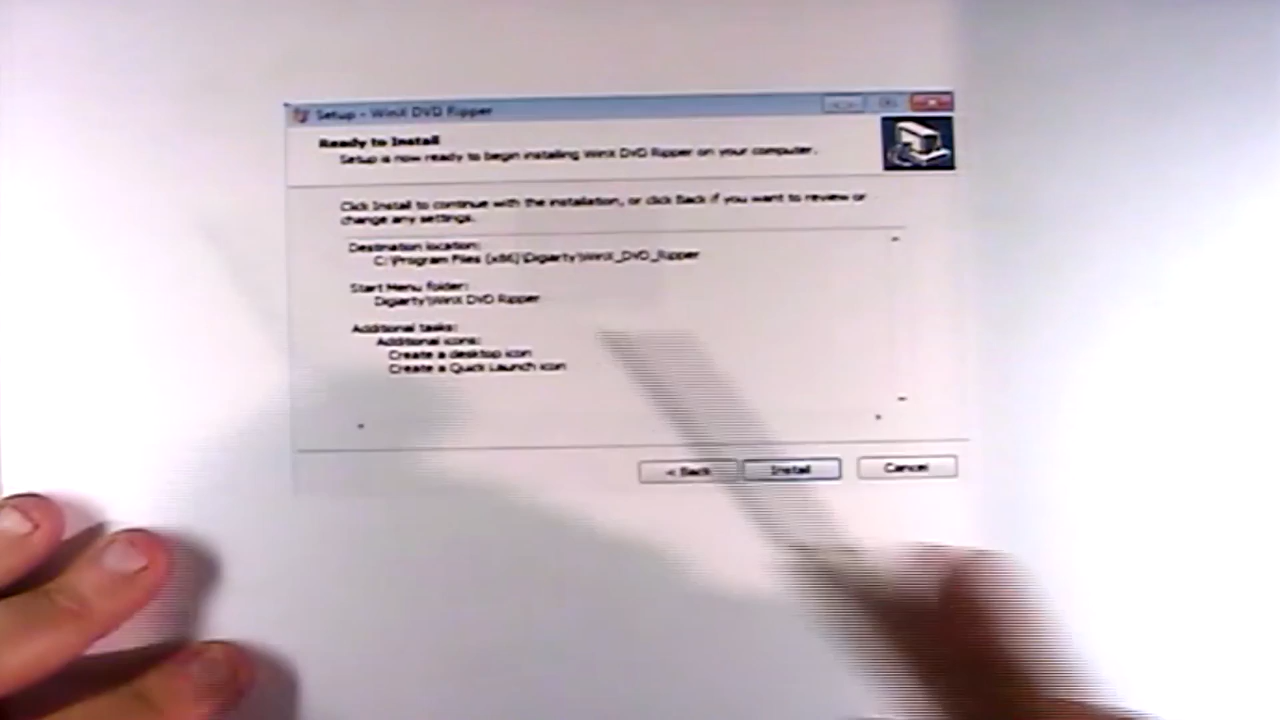 Setup - WinX DVD Ripper
Ready to Install
Setup is now ready to begin installing WinX DVD Ripper on your computer.
Click Install to continue with the installation, or click Back if you want to review or
change any settings.
Destination location:
C:\Program Files (x86)\Digiarty\WinX_DVD_Ripper
Start Menu folder:
Digiarty\WinX DVD Ripper
Additional tasks:
Additional icons:
Create a desktop icon
Create a Quick Launch icon
< Back Install Cancel